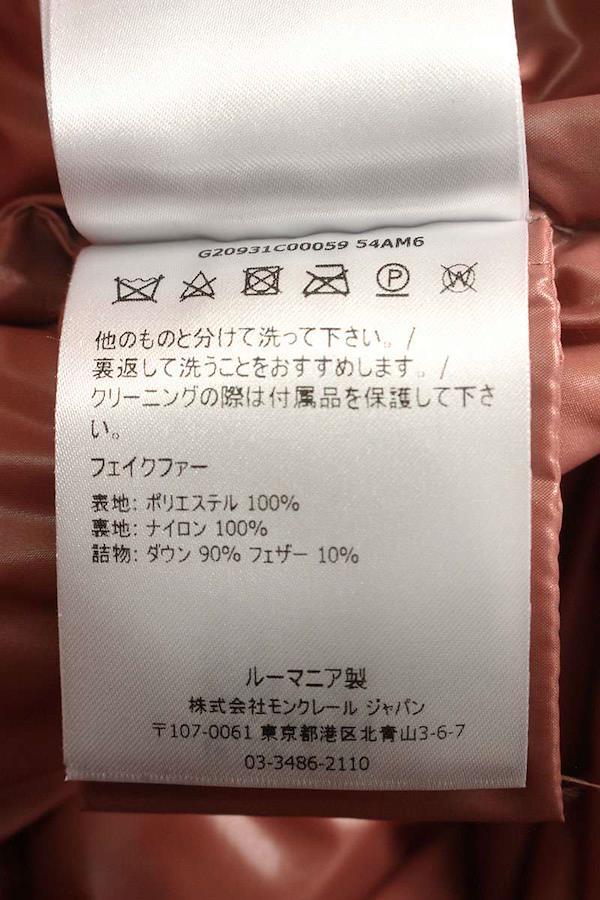 G20931C00059 54AM6
P W
他のものと分けて洗って下さい。/
裏返して洗うことをおすすめします。/
クリーニングの際は付属品を保護して下さ
い。
フェイクファー
表地: ポリエステル 100%
裏地: ナイロン 100%
詰物: ダウン 90% フェザー 10%
ルーマニア製
株式会社モンクレール ジャパン
〒107-0061 東京都港区北青山3-6-7
03-3486-2110